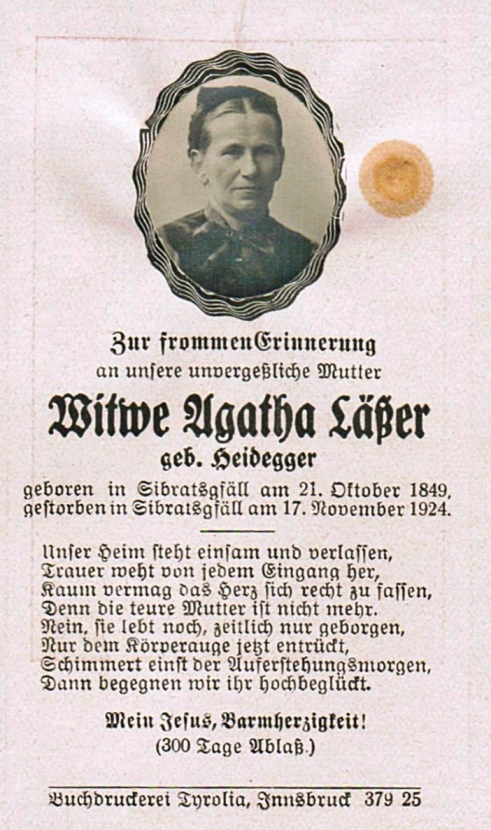 Zur frommen Erinnerung
an unsere unvergeßliche Mutter
Witwe Agatha Läßer
geb. Heidegger
geboren in Sibratsgfäll am 21. Oktober 1849,
gestorben in Sibratsgfäll am 17. November 1924.
Unser Heim steht einsam und verlassen,
Trauer weht von jedem Eingang her,
Kaum vermag das Herz sich recht zu fassen,
Denn die teure Mutter ist nicht mehr.
Nein, sie lebt noch, zeitlich nur geborgen,
Nur dem Körperauge jetzt entrückt,
Schimmert einst der Auferstehungsmorgen,
Dann begegnen wir ihr hochbeglückt.
Mein Jesus, Barmherzigkeit!
(300 Tage Ablaß.)
Buchdruckerei Tyrolia, Innsbruck 379 25